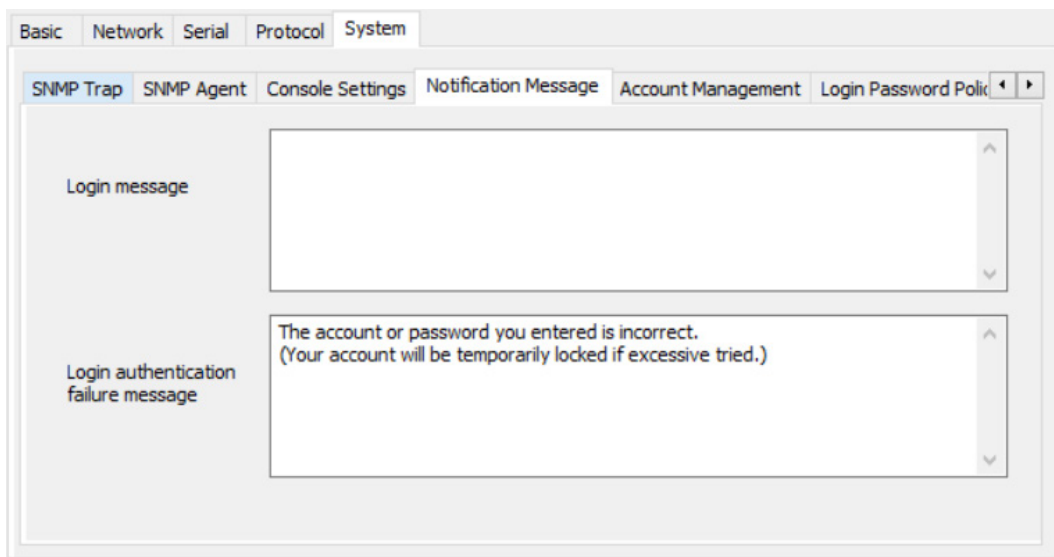 Basic Network Serial Protocol System
SNMP Trap SNMP Agent Console Settings Notification Message Account Management Login Password
Login message
The account or password you entered is incorrect.
(Your account will be temporarily locked if excessive tried.)
Login authentication
failure message